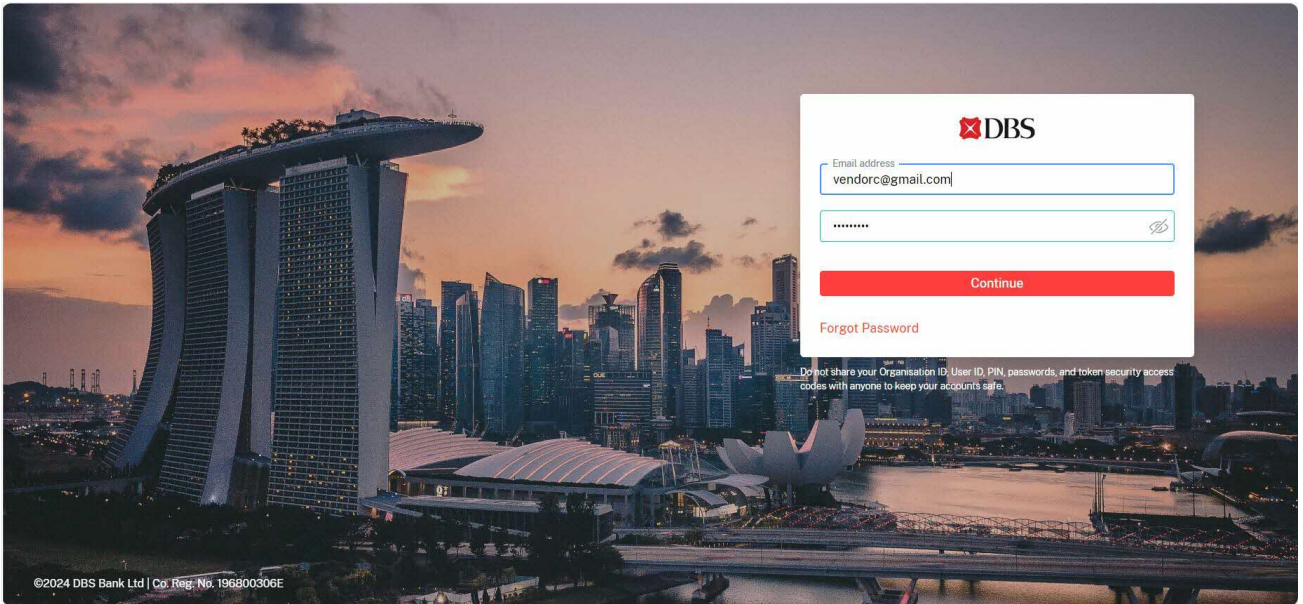 DBS
Email address
vendorc@gmail.com
•••••••••
Continue
Forgot Password
Do not share your Organisation ID, User ID, PIN, passwords, and token security access
codes with anyone to keep your accounts safe.
©2024 DBS Bank Ltd | Co. Reg. No. 196800306E